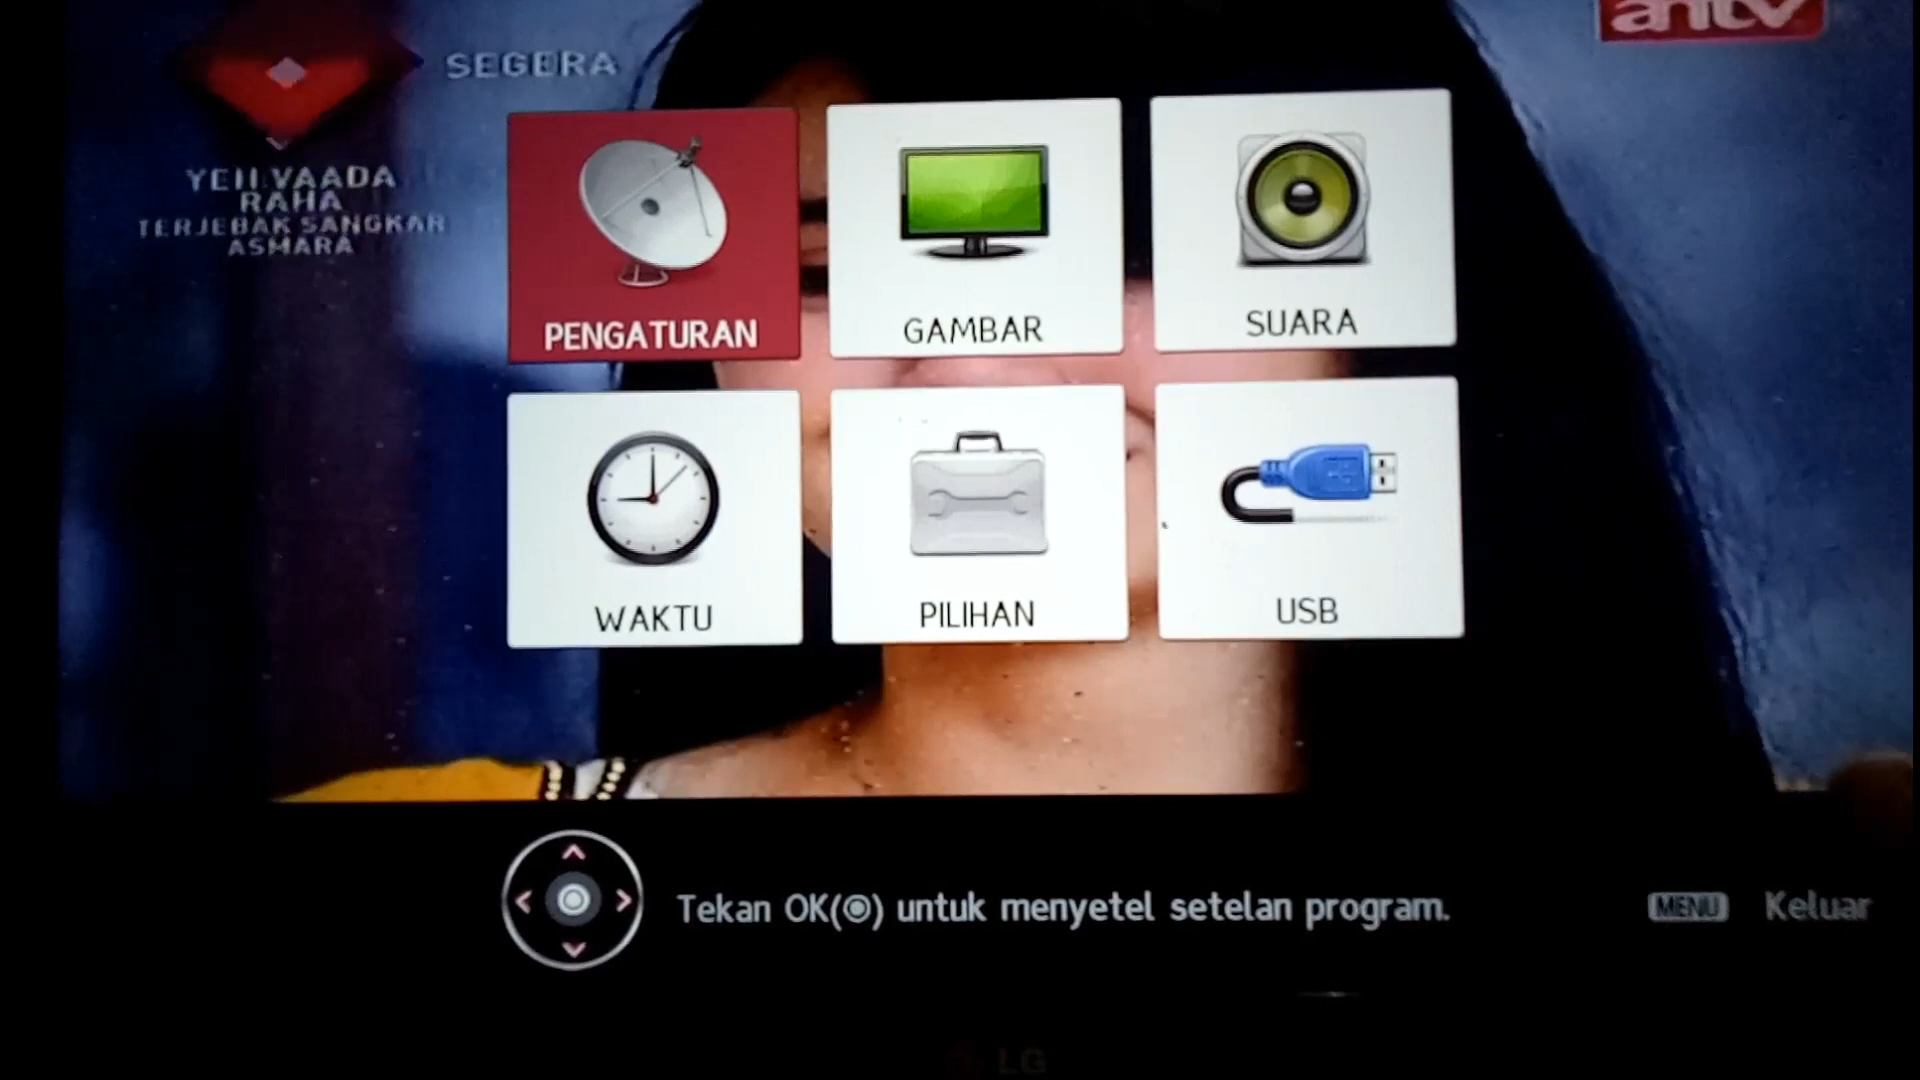 antv
SEGERA
YEH VAADA
RAHA
TERJEBAK SANGKAR
ASMARA
PENGATURAN
GAMBAR
SUARA
WAKTU
PILIHAN
USB
Tekan OK(◉) untuk menyetel setelan program.
MENU Keluar
LG